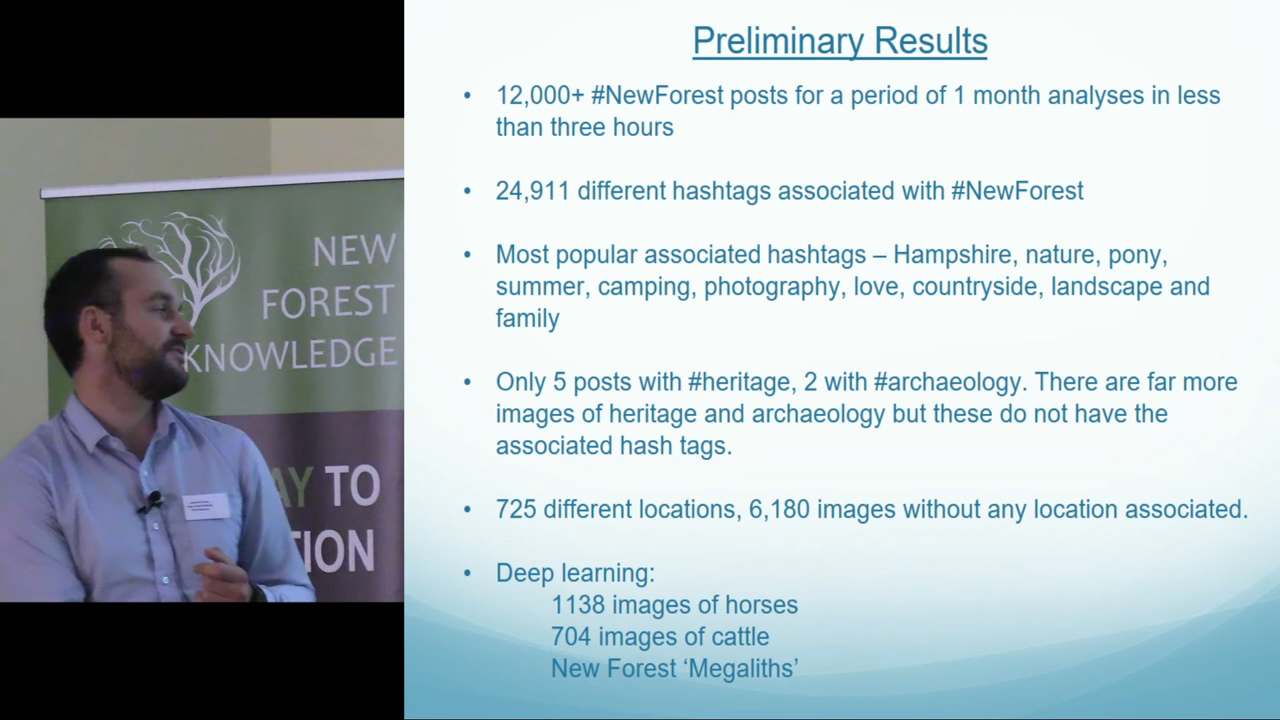 Preliminary Results
• 12,000+ #NewForest posts for a period of 1 month analyses in less
than three hours
• 24,911 different hashtags associated with #NewForest
• Most popular associated hashtags – Hampshire, nature, pony,
summer, camping, photography, love, countryside, landscape and
family
• Only 5 posts with #heritage, 2 with #archaeology. There are far more
images of heritage and archaeology but these do not have the
associated hash tags.
• 725 different locations, 6,180 images without any location associated.
• Deep learning:
1138 images of horses
704 images of cattle
New Forest ‘Megaliths’
NEW
FOREST
KNOWLEDGE
AY TO
TION